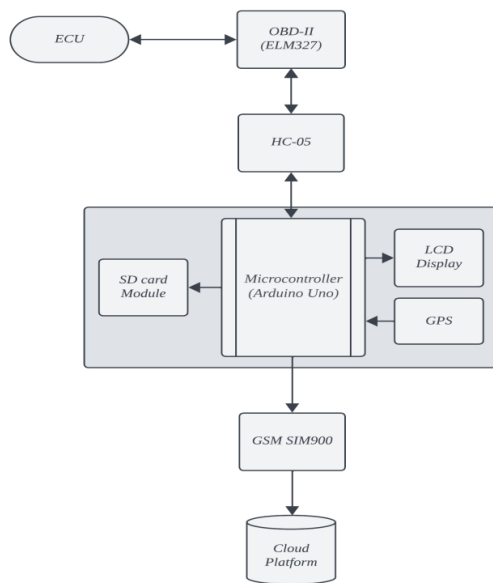 ECU
OBD-II
(ELM327)
HC-05
SD card
Module
Microcontroller
(Arduino Uno)
LCD
Display
GPS
GSM SIM900
Cloud
Platform